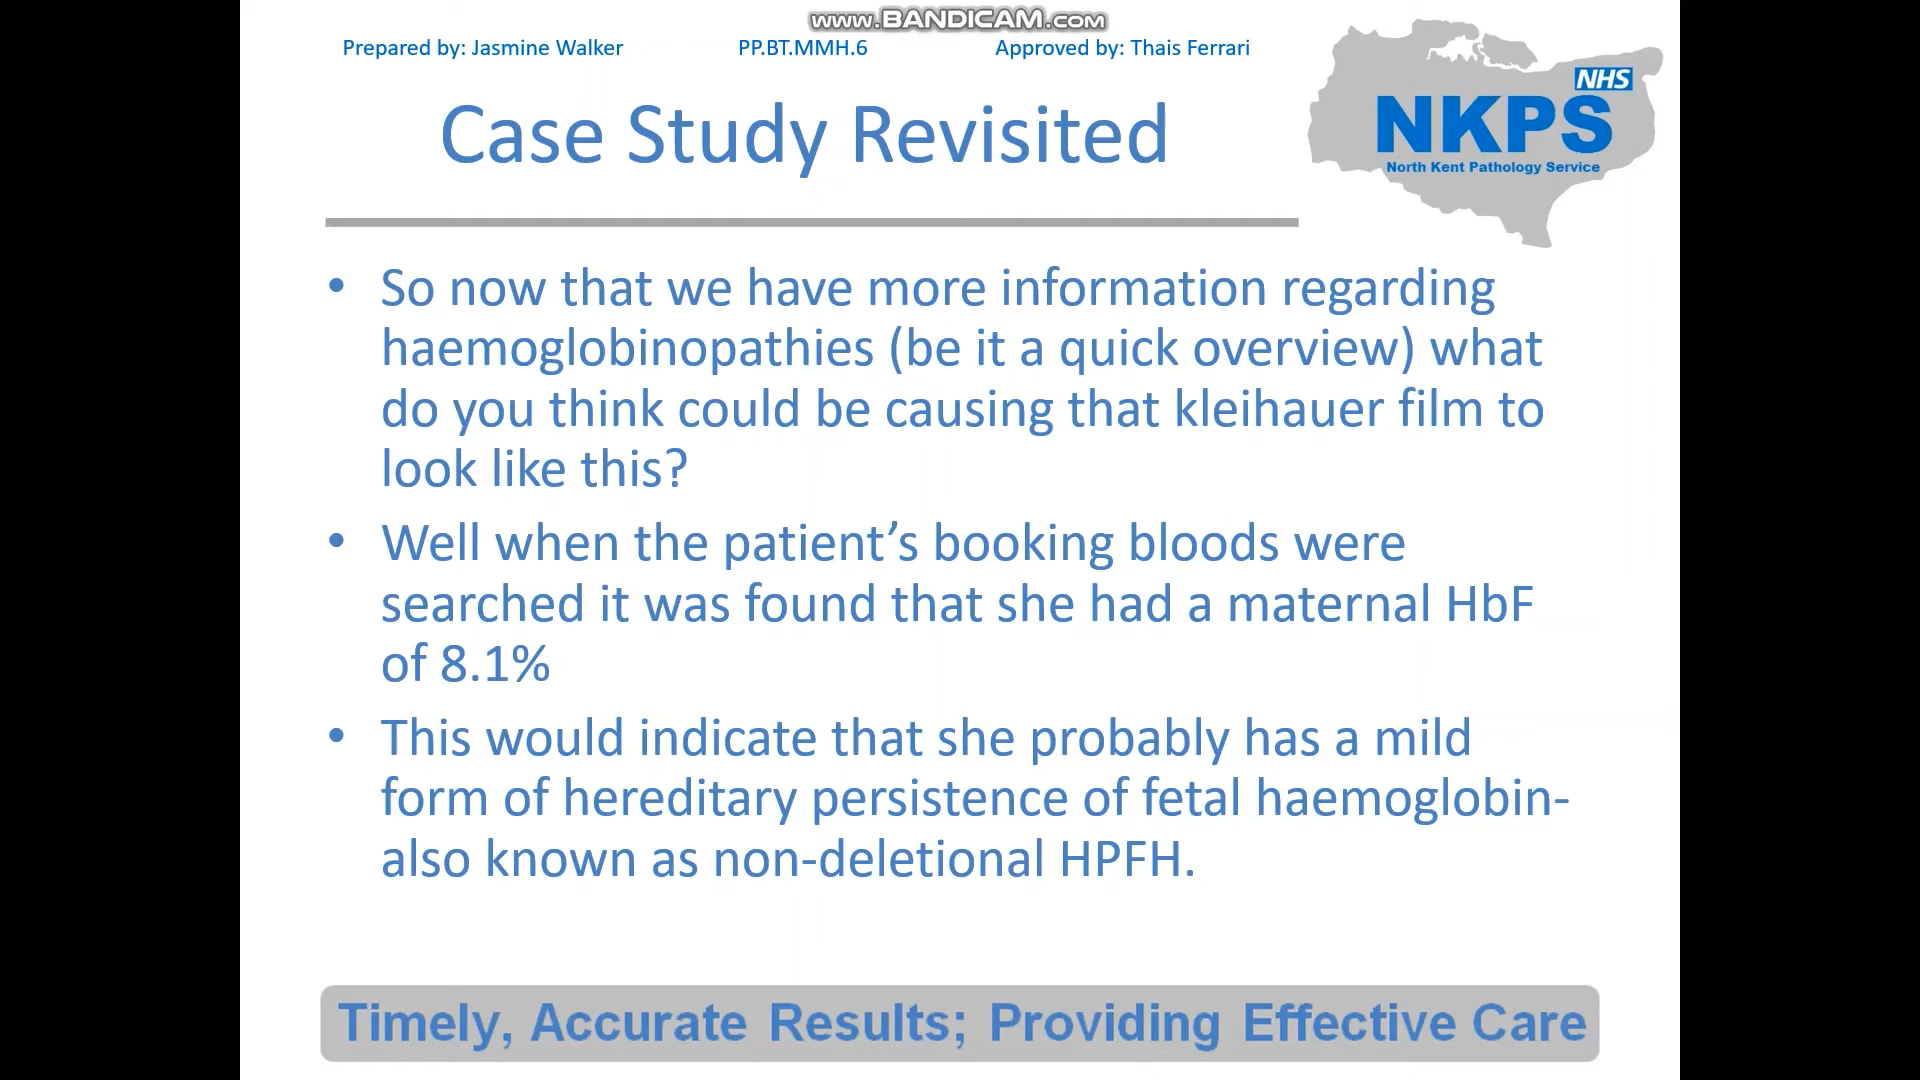 www.BANDICAM.com
Prepared by: Jasmine Walker PP.BT.MMH.6 Approved by: Thais Ferrari
NHS
NKPS
North Kent Pathology Service
Case Study Revisited
• So now that we have more information regarding
haemoglobinopathies (be it a quick overview) what
do you think could be causing that kleihauer film to
look like this?
• Well when the patient’s booking bloods were
searched it was found that she had a maternal HbF
of 8.1%
• This would indicate that she probably has a mild
form of hereditary persistence of fetal haemoglobin-
also known as non-deletional HPFH.
Timely, Accurate Results; Providing Effective Care